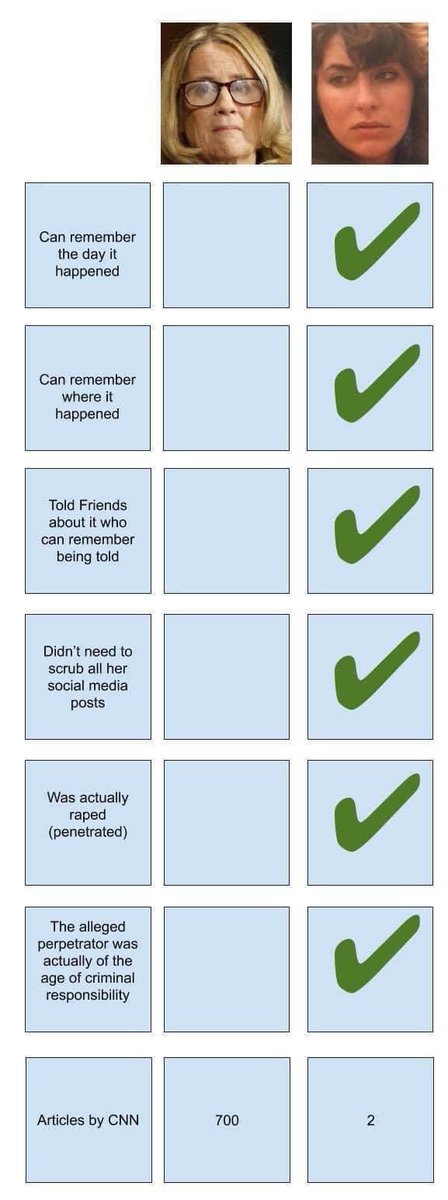 Can remember
the day it
happened
Can remember
where it
happened
Told Friends
about it who
can remember
being told
Didn’t need to
scrub all her
social media
posts
Was actually
raped
(penetrated)
The alleged
perpetrator was
actually of the
age of criminal
responsibility
Articles by CNN
700
2